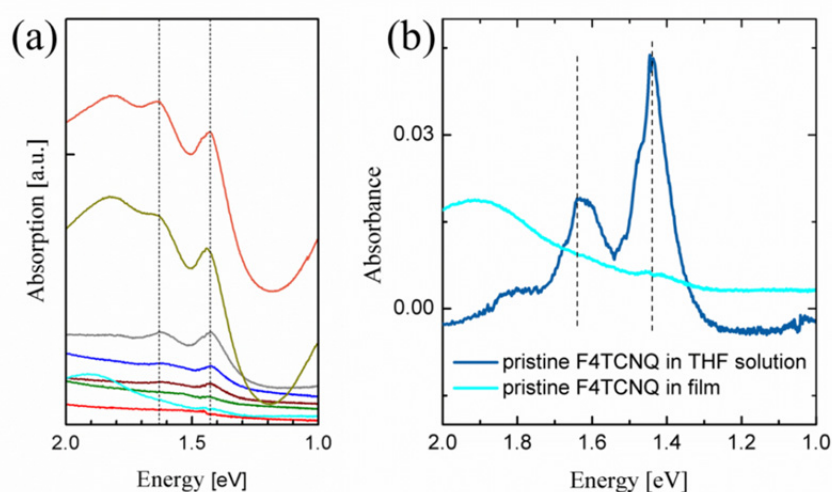 (a)
Absorption [a.u.]
2.0 1.5 1.0
Energy [eV]
(b)
Absorbance
0.03
0.00
pristine F4TCNQ in THF solution
pristine F4TCNQ in film
2.0 1.8 1.6 1.4 1.2 1.0
Energy [eV]